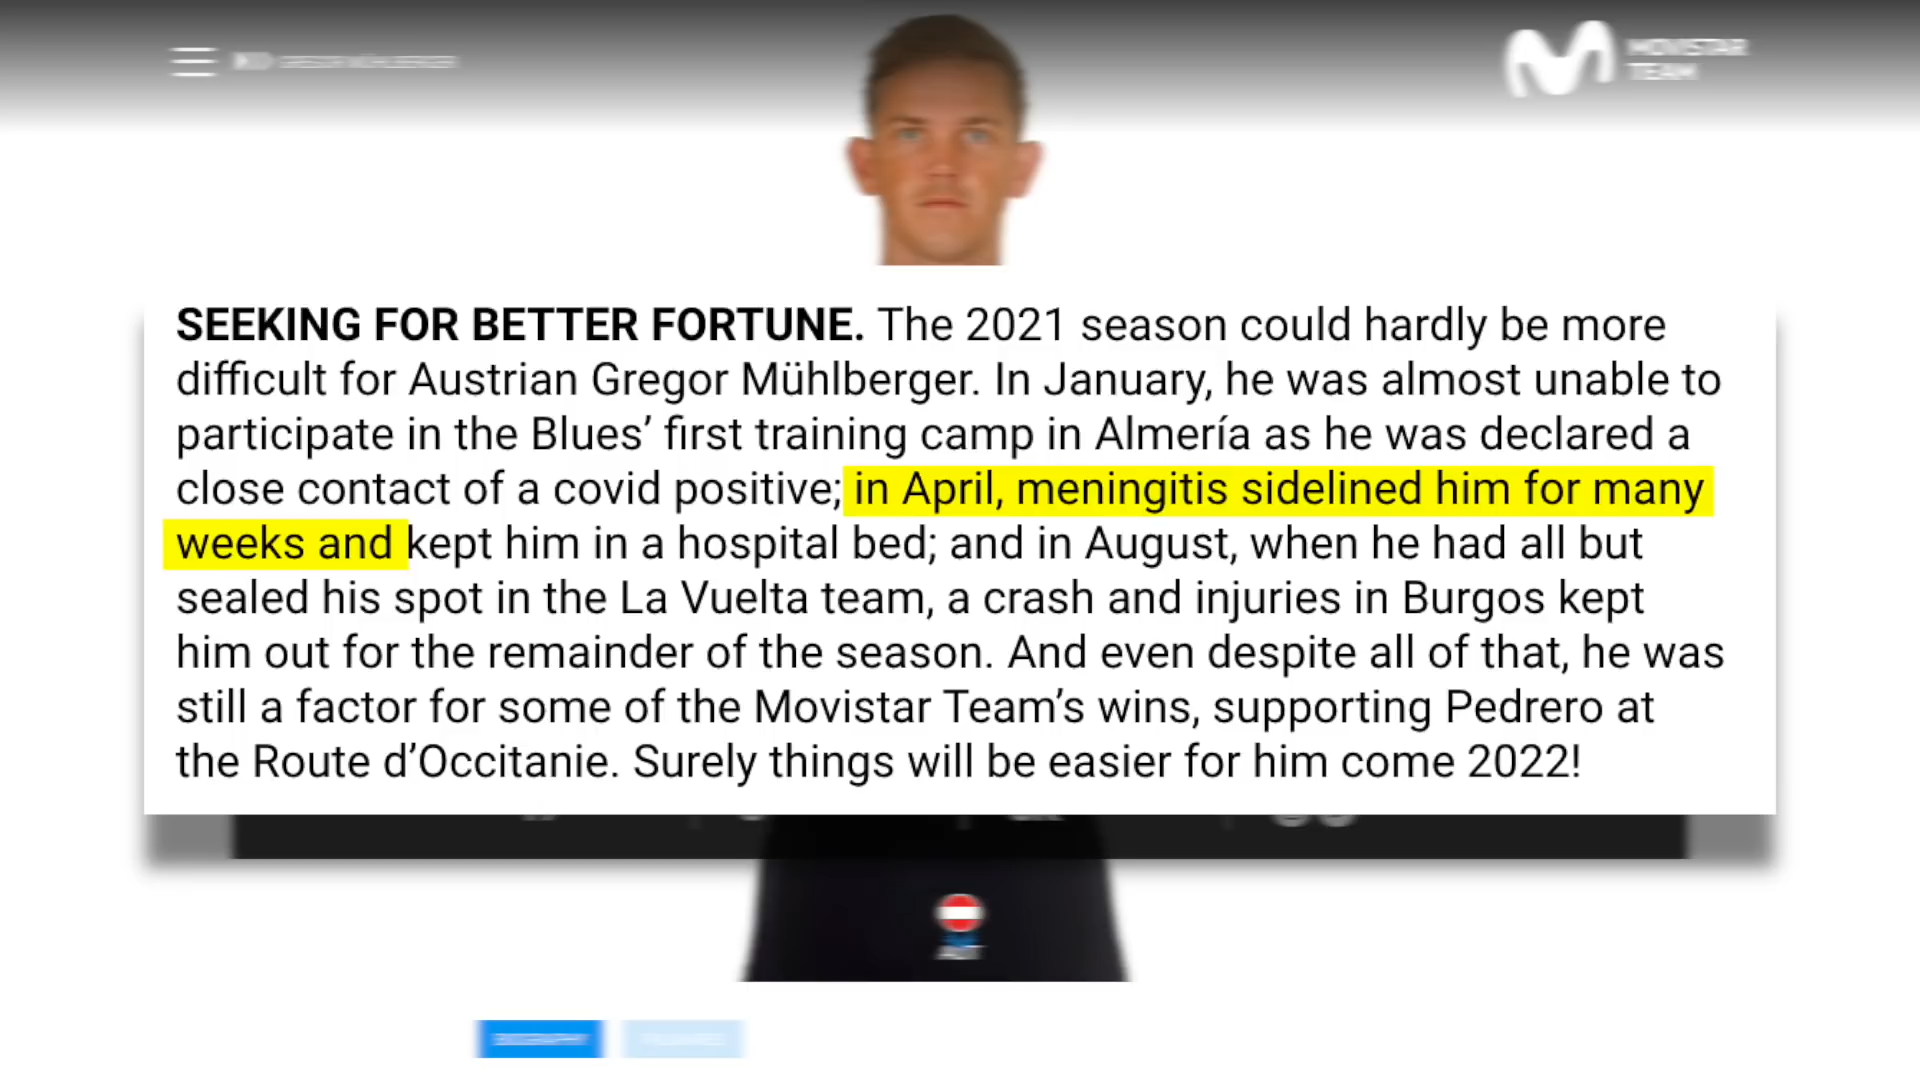 GREGOR MÜHLBERGER
MOVISTAR
TEAM
SEEKING FOR BETTER FORTUNE. The 2021 season could hardly be more
difficult for Austrian Gregor Mühlberger. In January, he was almost unable to
participate in the Blues’ first training camp in Almería as he was declared a
close contact of a covid positive; in April, meningitis sidelined him for many
weeks and kept him in a hospital bed; and in August, when he had all but
sealed his spot in the La Vuelta team, a crash and injuries in Burgos kept
him out for the remainder of the season. And even despite all of that, he was
still a factor for some of the Movistar Team’s wins, supporting Pedrero at
the Route d’Occitanie. Surely things will be easier for him come 2022!
AUT
BIOGRAPHY